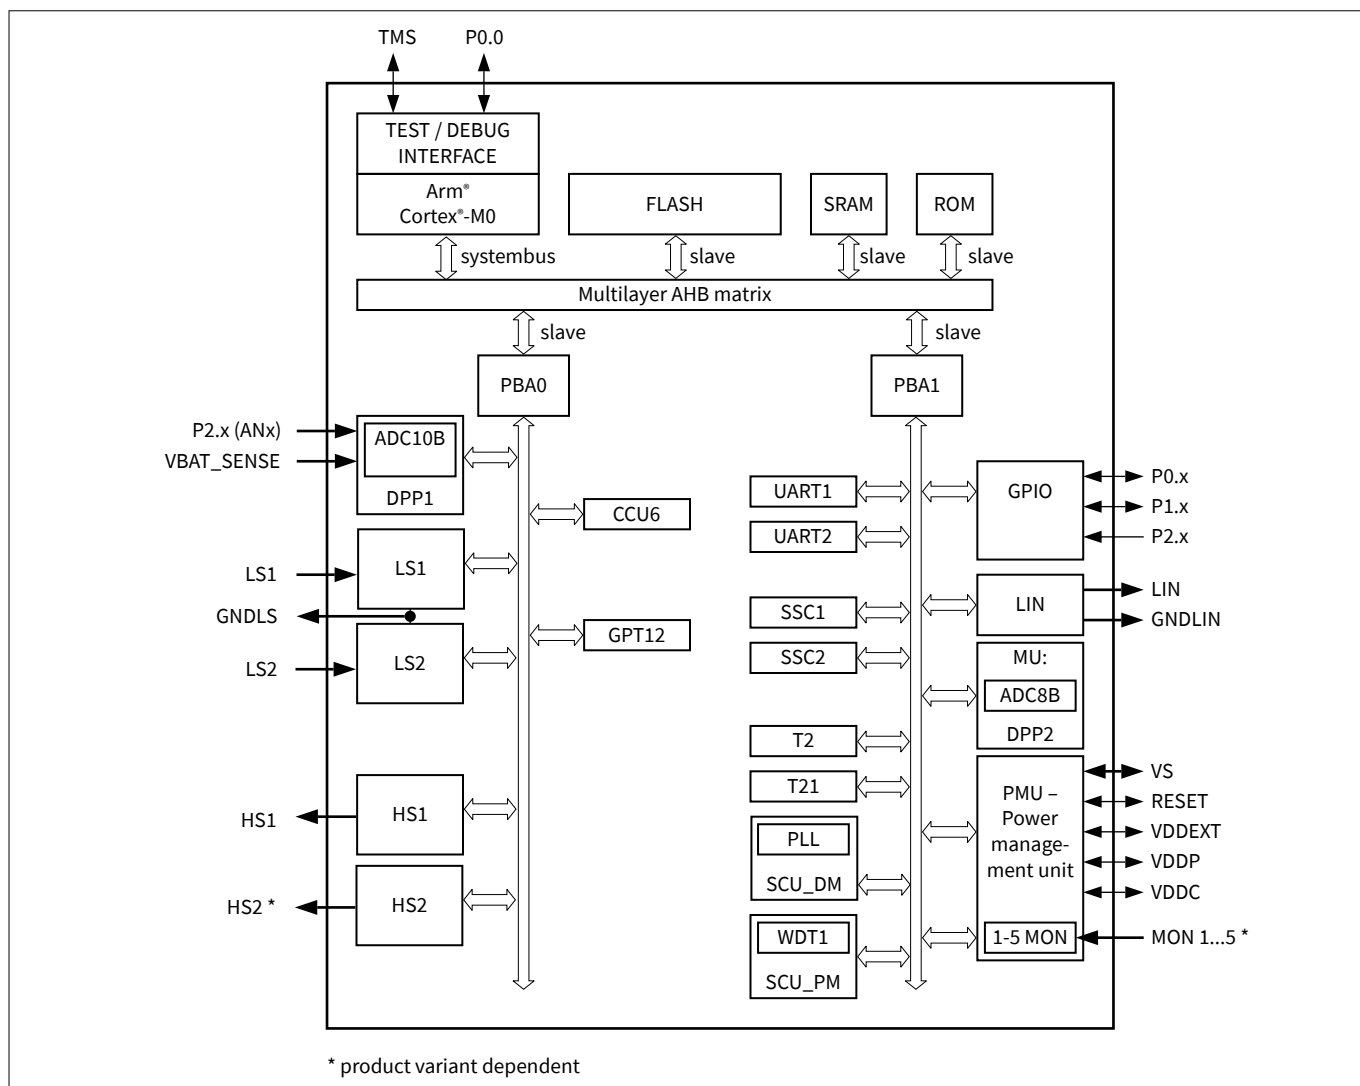 TMS P0.0
TEST / DEBUG
INTERFACE
Arm®
Cortex®-M0
FLASH
SRAM
ROM
systembus
slave
slave
slave
Multilayer AHB matrix
slave
slave
PBA0
PBA1
P2.x (ANx)
VBAT_SENSE
ADC10B
DPP1
CCU6
LS1
LS1
GNDLS
LS2
LS2
GPT12
HS1
HS1
HS2 *
HS2
UART1
UART2
SSC1
SSC2
T2
T21
PLL
SCU_DM
WDT1
SCU_PM
GPIO
P0.x
P1.x
P2.x
LIN
LIN
GNDLIN
MU:
ADC8B
DPP2
PMU –
Power
manage-
ment unit
1-5 MON
VS
RESET
VDDEXT
VDDP
VDDC
MON 1...5 *
* product variant dependent